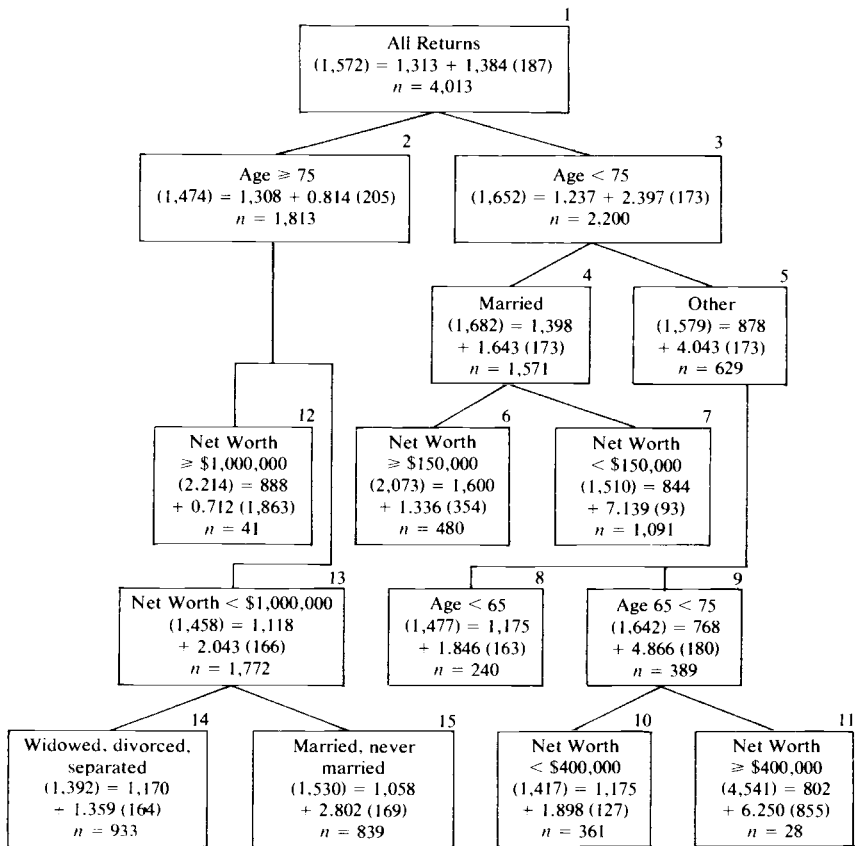 1
All Returns
(1,572) = 1,313 + 1,384 (187)
n = 4,013
2
Age ≥ 75
(1,474) = 1,308 + 0.814 (205)
n = 1,813
3
Age < 75
(1,652) = 1,237 + 2.397 (173)
n = 2,200
4
Married
(1,682) = 1,398
+ 1.643 (173)
n = 1,571
5
Other
(1,579) = 878
+ 4.043 (173)
n = 629
12
Net Worth
≥ $1,000,000
(2.214) = 888
+ 0.712 (1,863)
n = 41
6
Net Worth
≥ $150,000
(2,073) = 1,600
+ 1.336 (354)
n = 480
7
Net Worth
< $150,000
(1,510) = 844
+ 7.139 (93)
n = 1,091
13
Net Worth < $1,000,000
(1,458) = 1,118
+ 2.043 (166)
n = 1,772
8
Age < 65
(1,477) = 1,175
+ 1.846 (163)
n = 240
9
Age 65 < 75
(1,642) = 768
+ 4.866 (180)
n = 389
14
Widowed, divorced,
separated
(1.392) = 1,170
+ 1.359 (164)
n = 933
15
Married, never
married
(1,530) = 1,058
+ 2.802 (169)
n = 839
10
Net Worth
< $400,000
(1,417) = 1,175
+ 1.898 (127)
n = 361
11
Net Worth
≥ $400,000
(4,541) = 802
+ 6.250 (855)
n = 28